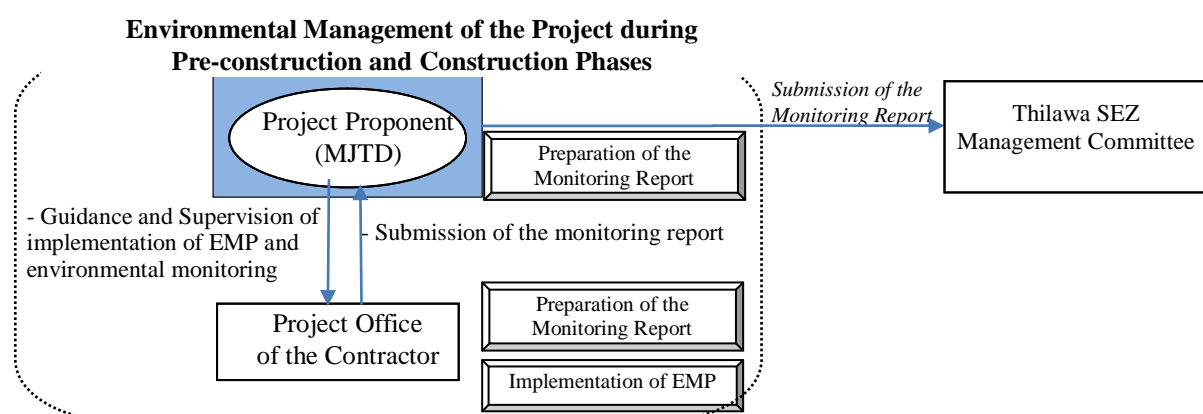 Environmental Management of the Project during
Pre-construction and Construction Phases
Submission of the
Monitoring Report
Thilawa SEZ
Management Committee
Project Proponent
(MJTD)
Preparation of the
Monitoring Report
- Guidance and Supervision of
implementation of EMP and
environmental monitoring
- Submission of the monitoring report
Project Office
of the Contractor
Preparation of the
Monitoring Report
Implementation of EMP